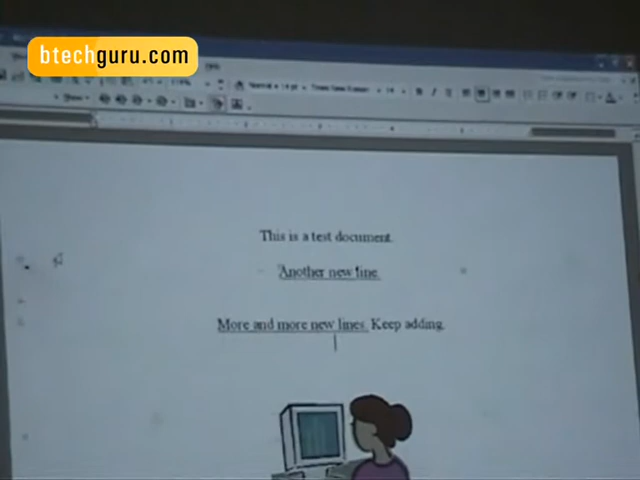 btechguru.com
This is a test document.
Another new line.
More and more new lines. Keep adding.